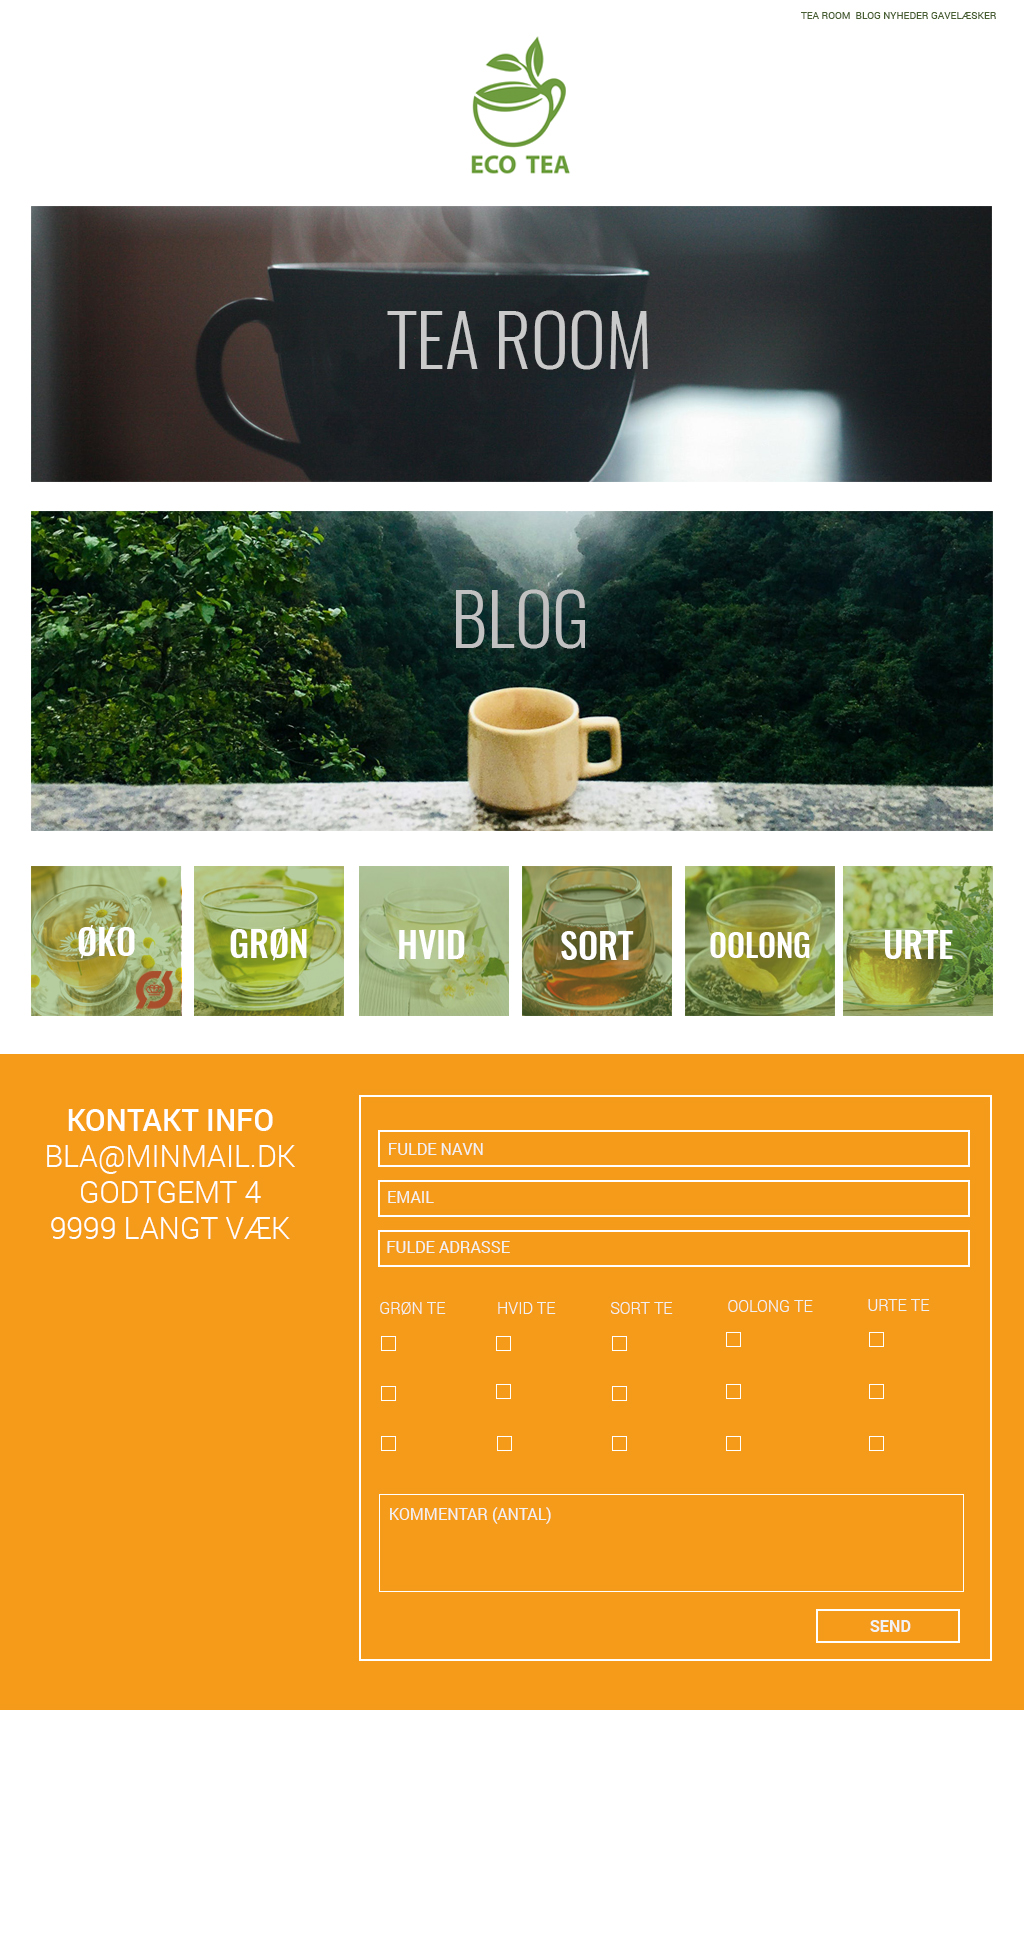 TEA ROOM BLOG NYHEDER GAVELÆSKER
ECO TEA
TEA ROOM
BLOG
ØKO GRØN HVID SORT OOLONG URTE
KONTAKT INFO
BLA@MINMAIL.DK
GODTGEMT 4
9999 LANGT VÆK
FULDE NAVN
EMAIL
FULDE ADRASSE
GRØN TE HVID TE SORT TE OOLONG TE URTE TE
KOMMENTAR (ANTAL)
SEND